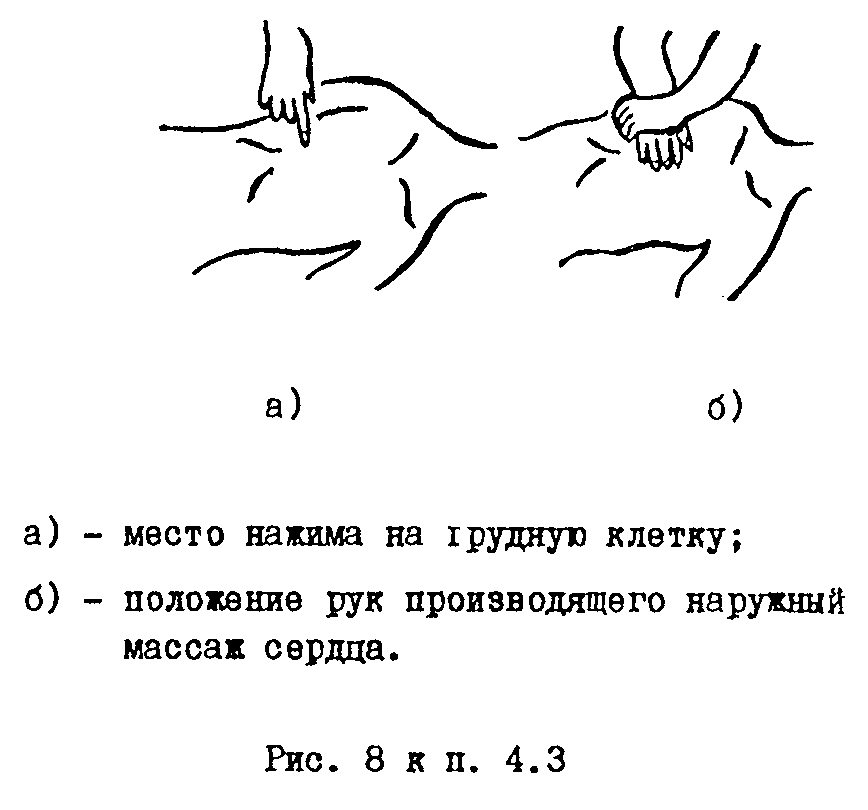 а) б)
а) - место нажима на грудную клетку;
б) - положение рук производящего наружный
массаж сердца.
Рис. 8 к п. 4.3